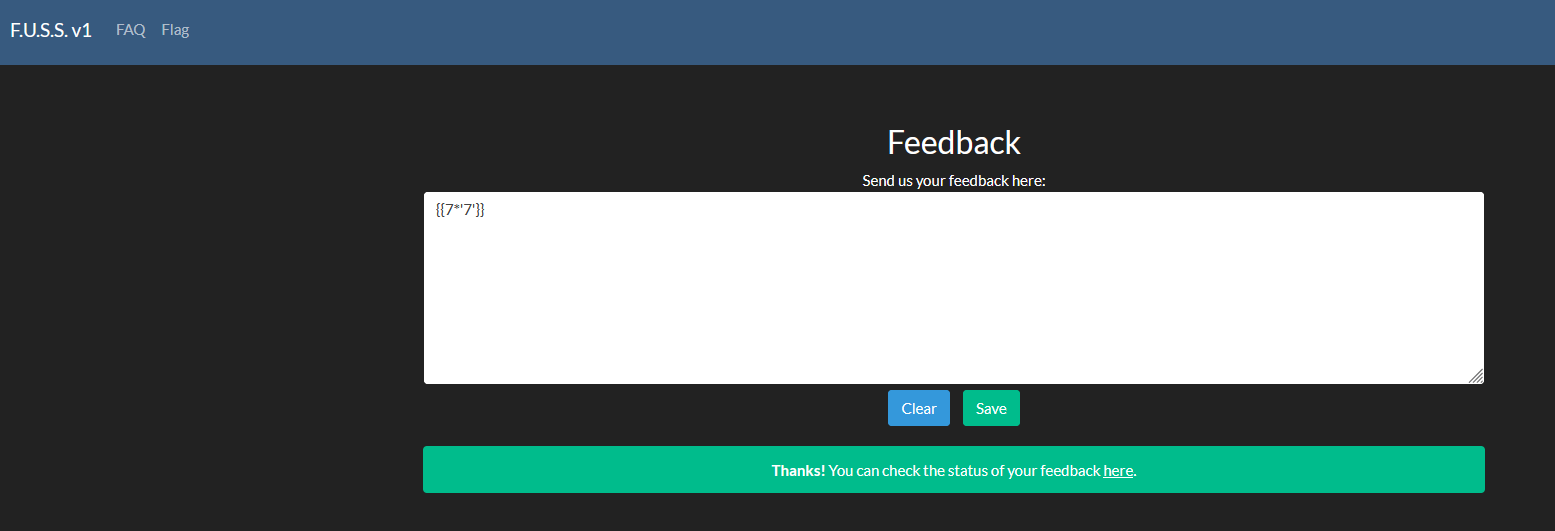 F.U.S.S. v1 FAQ Flag
Feedback
Send us your feedback here:
{{7*'7'}}
Clear Save
Thanks! You can check the status of your feedback here.